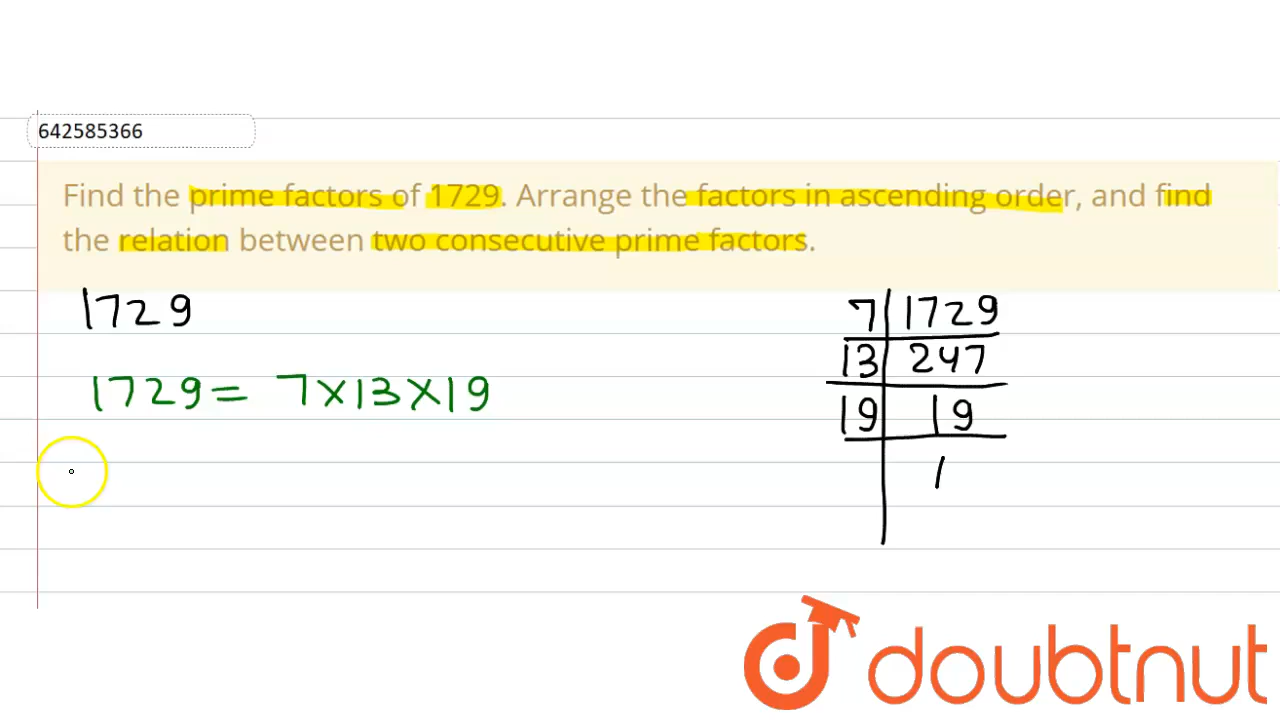 642585366
Find the prime factors of 1729. Arrange the factors in ascending order, and find
the relation between two consecutive prime factors.
1729
1729 = 7×13×19
7 1729
13 247
19 19
1
doubtnut